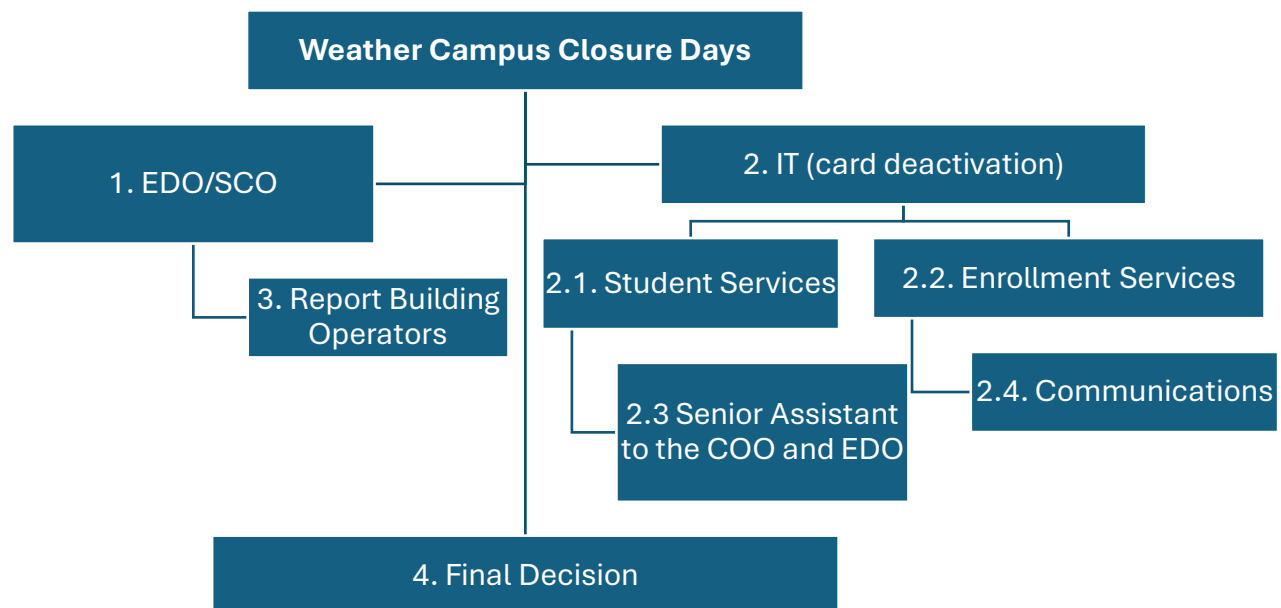 Weather Campus Closure Days
1. EDO/SCO
2. IT (card deactivation)
2.1. Student Services
2.2. Enrollment Services
3. Report Building
Operators
2.3 Senior Assistant
to the COO and EDO
2.4. Communications
4. Final Decision